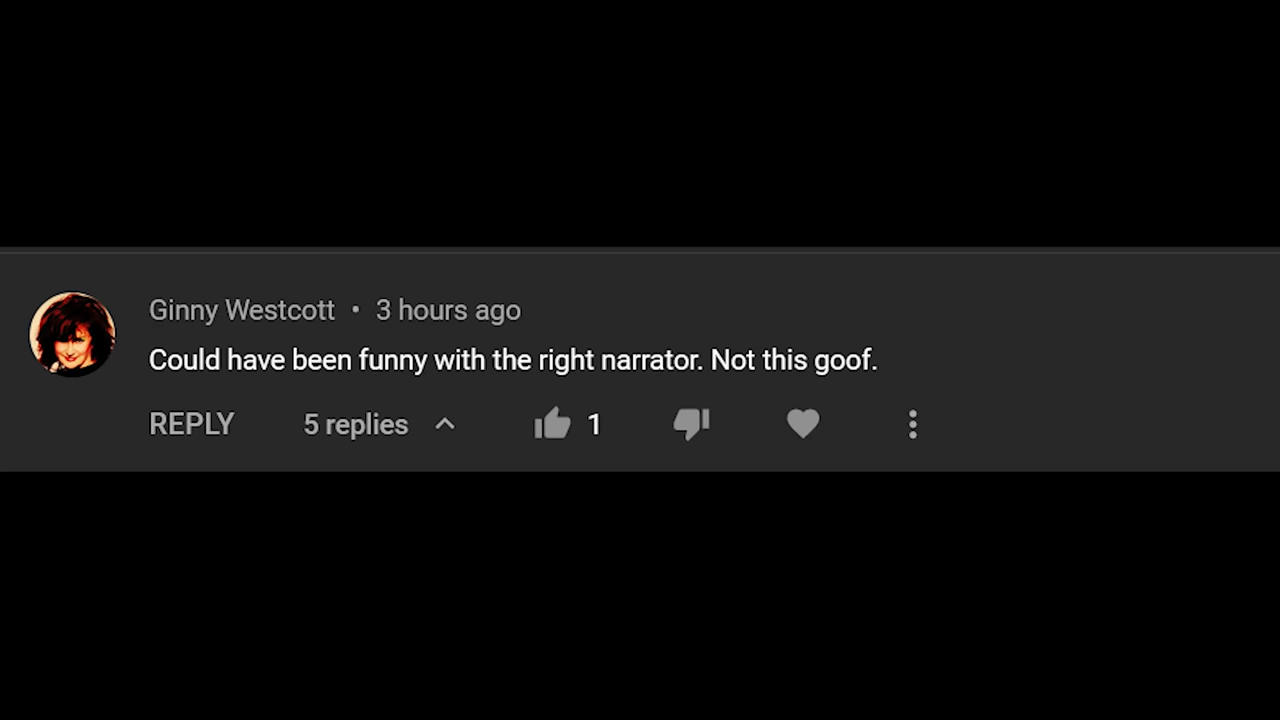 Ginny Westcott • 3 hours ago
Could have been funny with the right narrator. Not this goof.
REPLY 5 replies 1